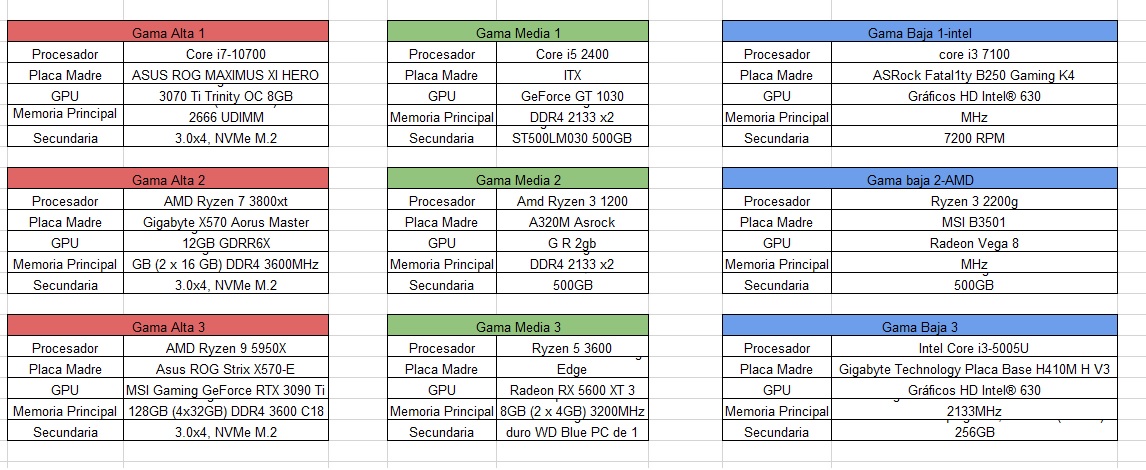 Gama Alta 1
Procesador Core i7-10700
Placa Madre ASUS ROG MAXIMUS XI HERO
GPU 3070 Ti Trinity OC 8GB
Memoria Principal 2666 UDIMM
Secundaria 3.0x4, NVMe M.2
Gama Media 1
Procesador Core i5 2400
Placa Madre ITX
GPU GeForce GT 1030
Memoria Principal DDR4 2133 x2
Secundaria ST500LM030 500GB
Gama Baja 1-intel
Procesador core i3 7100
Placa Madre ASRock Fatal1ty B250 Gaming K4
GPU Gráficos HD Intel® 630
Memoria Principal MHz
Secundaria 7200 RPM
Gama Alta 2
Procesador AMD Ryzen 7 3800xt
Placa Madre Gigabyte X570 Aorus Master
GPU 12GB GDRR6X
Memoria Principal GB (2 x 16 GB) DDR4 3600MHz
Secundaria 3.0x4, NVMe M.2
Gama Media 2
Procesador Amd Ryzen 3 1200
Placa Madre A320M Asrock
GPU G R 2gb
Memoria Principal DDR4 2133 x2
Secundaria 500GB
Gama baja 2-AMD
Procesador Ryzen 3 2200g
Placa Madre MSI B3501
GPU Radeon Vega 8
Memoria Principal MHz
Secundaria 500GB
Gama Alta 3
Procesador AMD Ryzen 9 5950X
Placa Madre Asus ROG Strix X570-E
GPU MSI Gaming GeForce RTX 3090 Ti
Memoria Principal 128GB (4x32GB) DDR4 3600 C18
Secundaria 3.0x4, NVMe M.2
Gama Media 3
Procesador Ryzen 5 3600
Placa Madre Edge
GPU Radeon RX 5600 XT 3
Memoria Principal 8GB (2 x 4GB) 3200MHz
Secundaria duro WD Blue PC de 1
Gama Baja 3
Procesador Intel Core i3-5005U
Placa Madre Gigabyte Technology Placa Base H410M H V3
GPU Gráficos HD Intel® 630
Memoria Principal 2133MHz
Secundaria 256GB